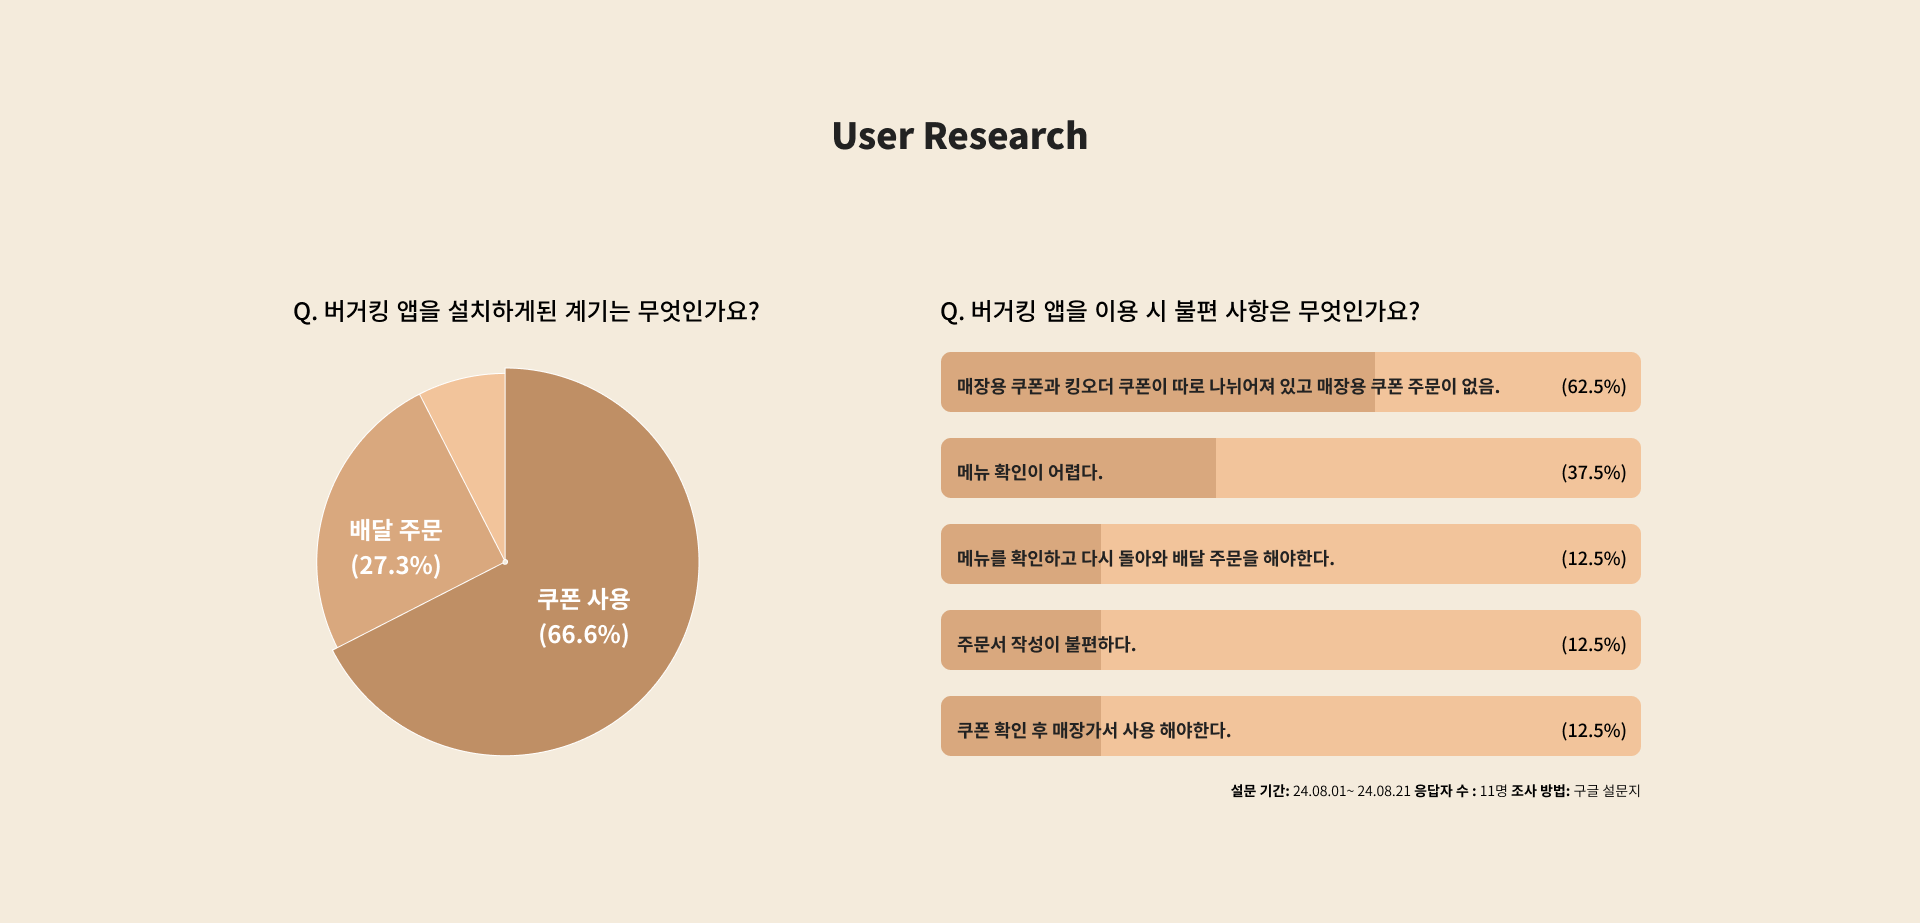 User Research
Q. 버거킹 앱을 설치하게된 계기는 무엇인가요?
배달 주문
(27.3%)
쿠폰 사용
(66.6%)
Q. 버거킹 앱을 이용 시 불편 사항은 무엇인가요?
매장용 쿠폰과 킹오더 쿠폰이 따로 나뉘어져 있고 매장용 쿠폰 주문이 없음. (62.5%)
메뉴 확인이 어렵다. (37.5%)
메뉴를 확인하고 다시 돌아와 배달 주문을 해야한다. (12.5%)
주문서 작성이 불편하다. (12.5%)
쿠폰 확인 후 매장가서 사용 해야한다. (12.5%)
설문 기간: 24.08.01~ 24.08.21 응답자 수 : 11명 조사 방법: 구글 설문지